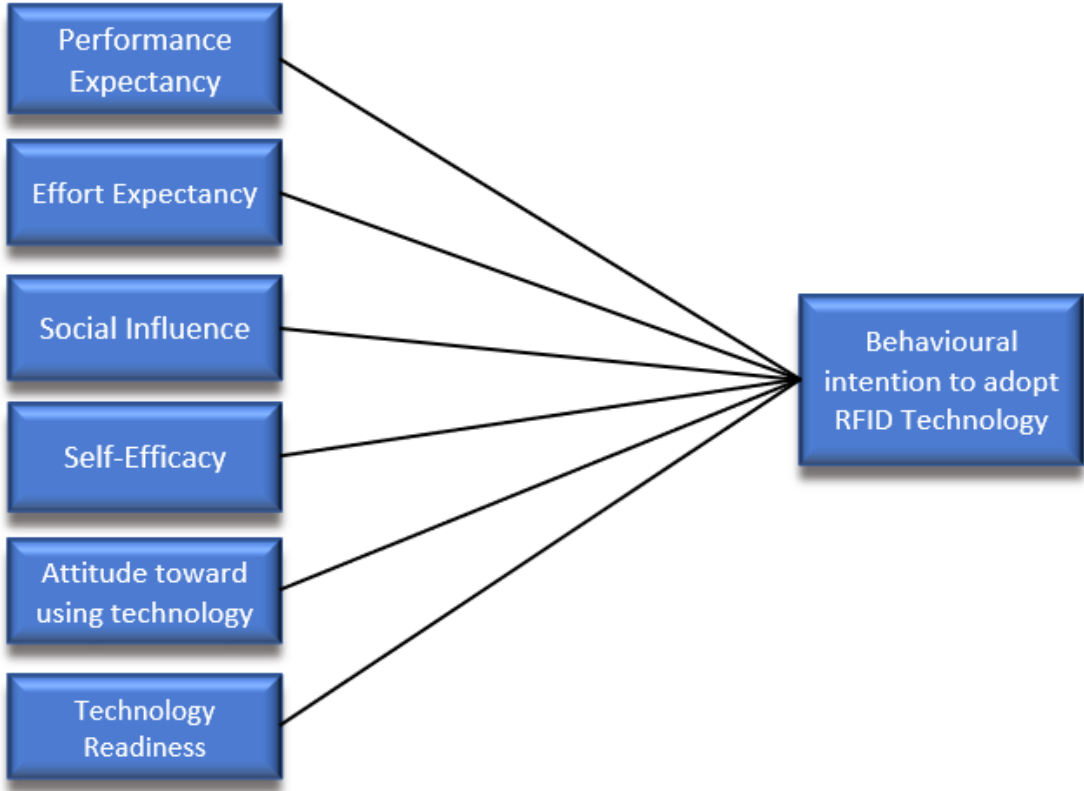 Performance
Expectancy
Effort Expectancy
Social Influence
Self-Efficacy
Attitude toward
using technology
Technology
Readiness
Behavioural
intention to adopt
RFID Technology